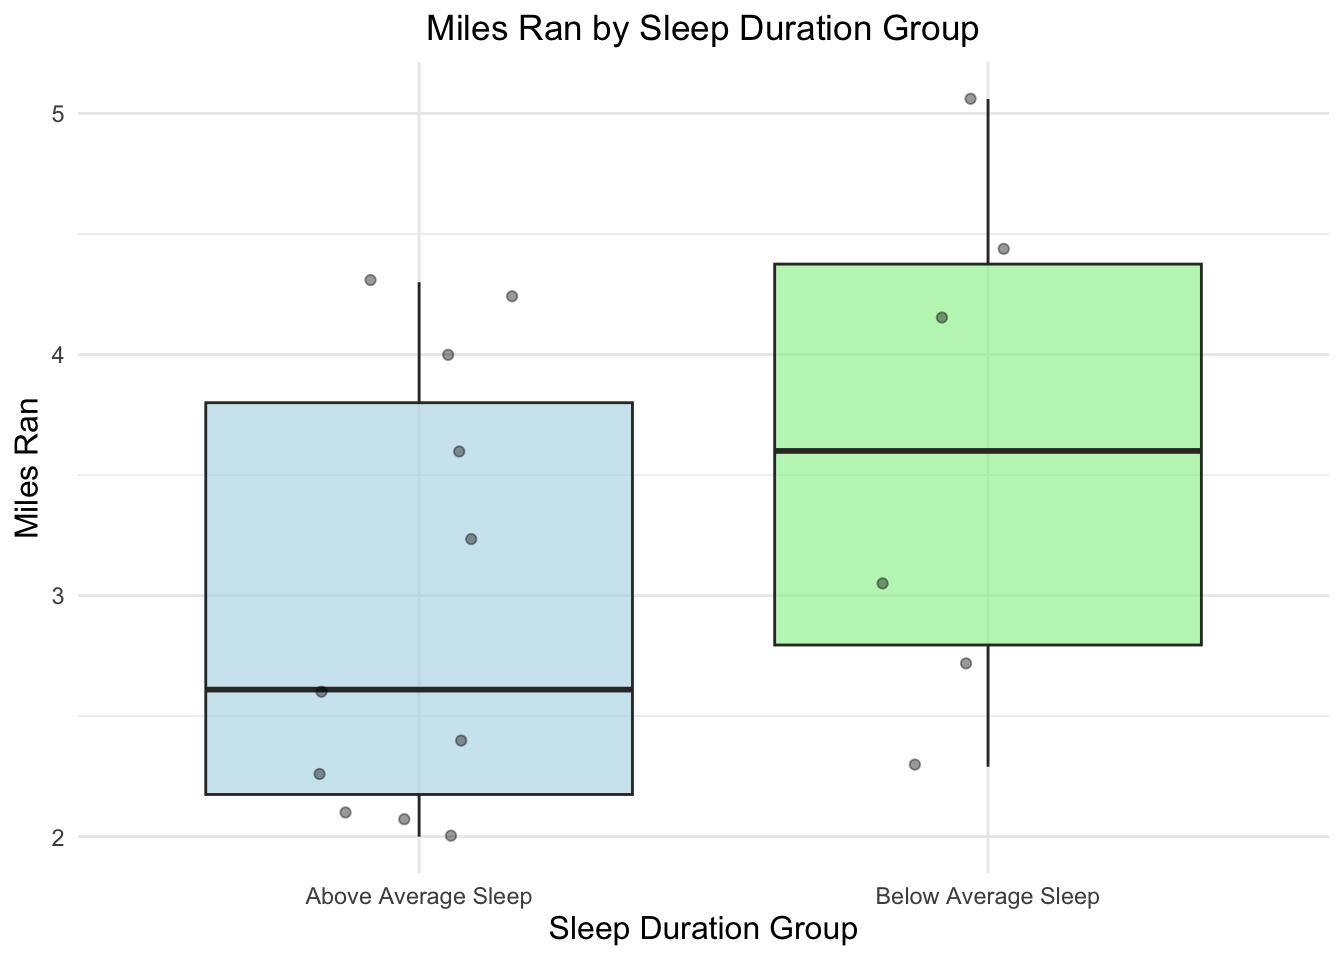 Miles Ran by Sleep Duration Group
Miles Ran
5
4
3
2
Above Average Sleep
Below Average Sleep
Sleep Duration Group